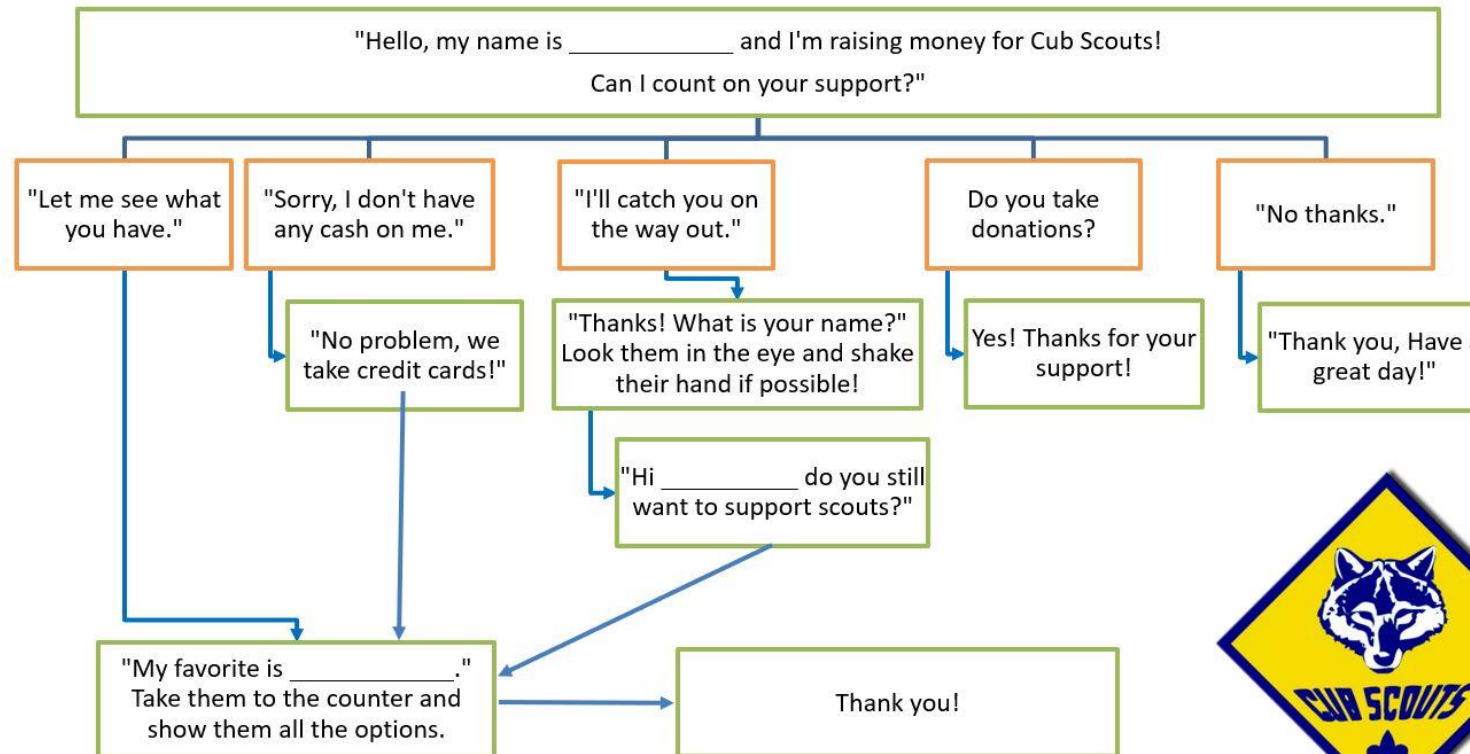 "Hello, my name is ____________ and I'm raising money for Cub Scouts!
Can I count on your support?"
"Let me see what
you have."
"Sorry, I don't have
any cash on me."
"I'll catch you on
the way out."
Do you take
donations?
"No thanks."
"No problem, we
take credit cards!"
"Thanks! What is your name?"
Look them in the eye and shake
their hand if possible!
Yes! Thanks for your
support!
"Thank you, Have
great day!"
"Hi __________ do you still
want to support scouts?"
"My favorite is ____________."
Take them to the counter and
show them all the options.
Thank you!
CUB SCOUTS